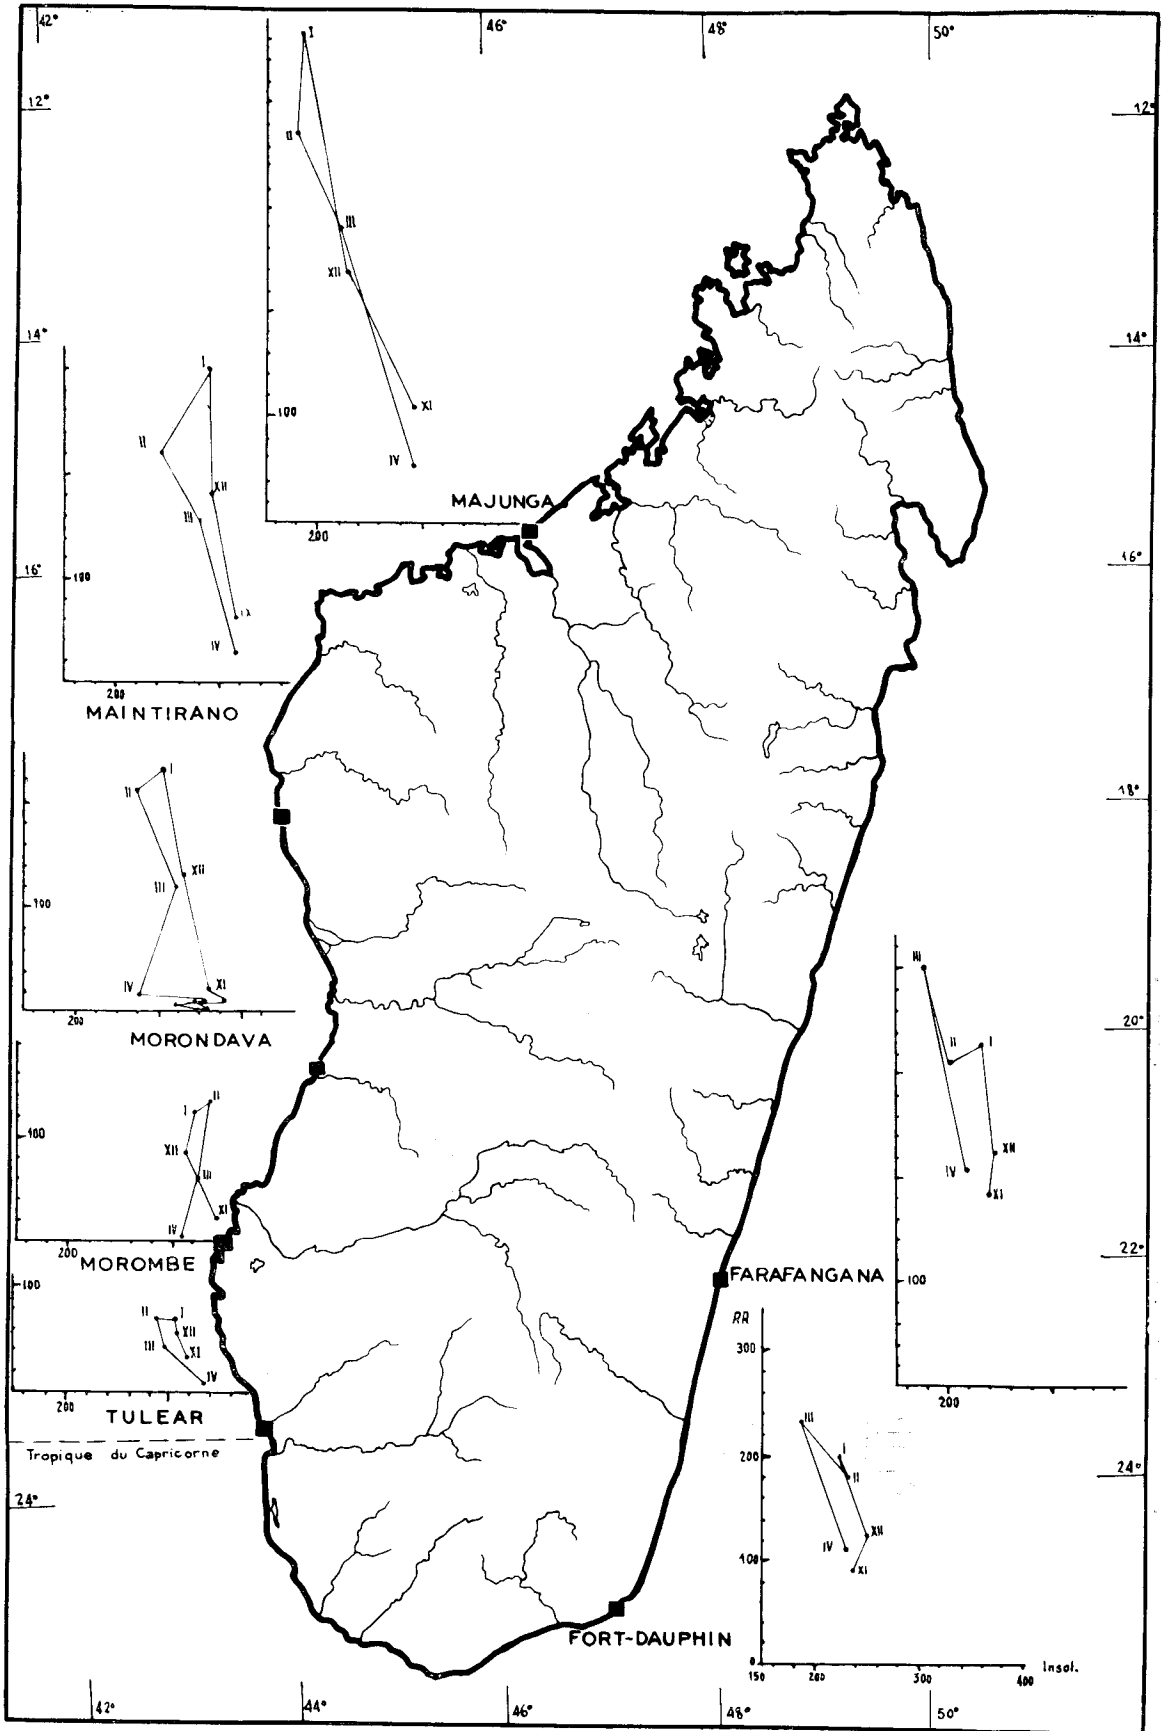 42° 46° 48° 50°
12° 12°
I
II
III
XII
100
XI
IV
200
MAJUNGA
14° 14°
I
II
XII
III
100
IV
200
MAINTIRANO
16° 16°
I
II
XII
III
100
IV
XI
200
MORONDAVA
18°
II
I
100
XII
III
XI
IV
200
MOROMBE
20°
III
II
I
XII
IV
XI
100
200
FARAFANGANA
22°
100
II
I
XII
III
XI
IV
200
TULEAR
Tropique du Capricorne
24° 24°
RR
300
III
I
200
II
XII
IV
100
XI
0
150 200 300 400 Insol.
FORT-DAUPHIN
42° 44° 46° 48° 50°